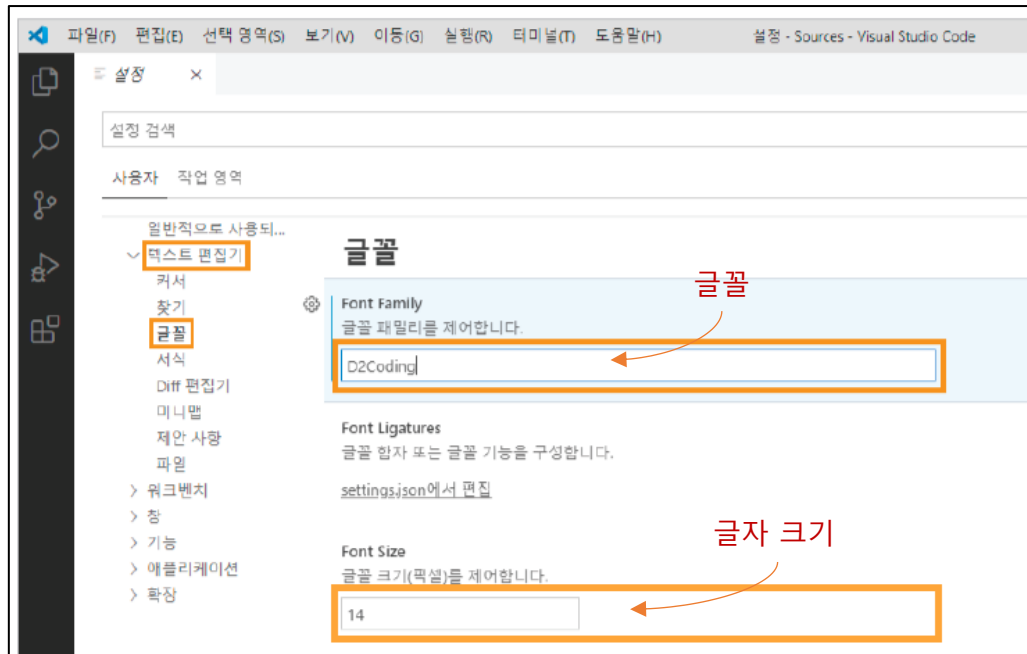 파일(F) 편집(E) 선택 영역(S) 보기(V) 이동(G) 실행(R) 터미널(T) 도움말(H) 설정 - Sources - Visual Studio Code
설정
설정 검색
사용자 작업 영역
일반적으로 사용되...
텍스트 편집기
커서
찾기
글꼴
서식
Diff 편집기
미니맵
제안 사항
파일
워크벤치
창
기능
애플리케이션
확장
글꼴
글꼴
Font Family
글꼴 패밀리를 제어합니다.
D2Coding
Font Ligatures
글꼴 합자 또는 글꼴 기능을 구성합니다.
settings.json에서 편집
글자 크기
Font Size
글꼴 크기(픽셀)를 제어합니다.
14